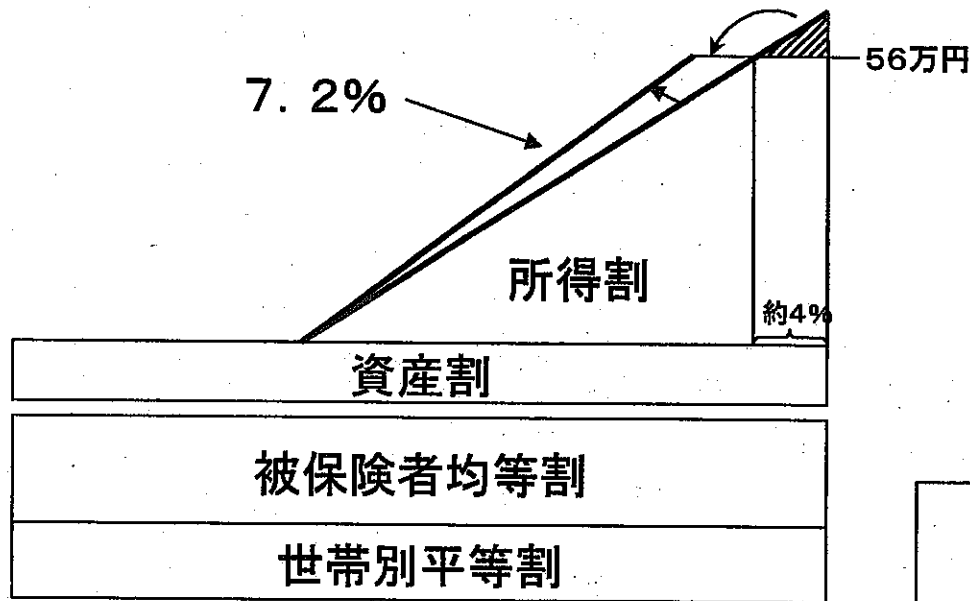 56万円
7. 2%
所得割
約4%
資産割
被保険者均等割
世帯別平等割